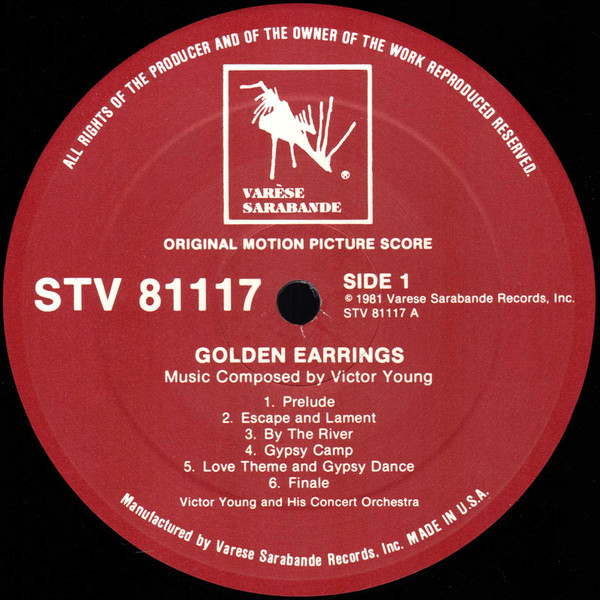 ALL RIGHTS OF THE PRODUCER AND OF THE OWNER OF THE WORK REPRODUCED RESERVED.
VARÈSE
SARABANDE
®
ORIGINAL MOTION PICTURE SCORE
STV 81117
SIDE 1
© 1981 Varese Sarabande Records, Inc.
STV 81117 A
GOLDEN EARRINGS
Music Composed by Victor Young
1. Prelude
2. Escape and Lament
3. By The River
4. Gypsy Camp
5. Love Theme and Gypsy Dance
6. Finale
Victor Young and His Concert Orchestra
Manufactured by Varese Sarabande Records, Inc. MADE IN U.S.A.